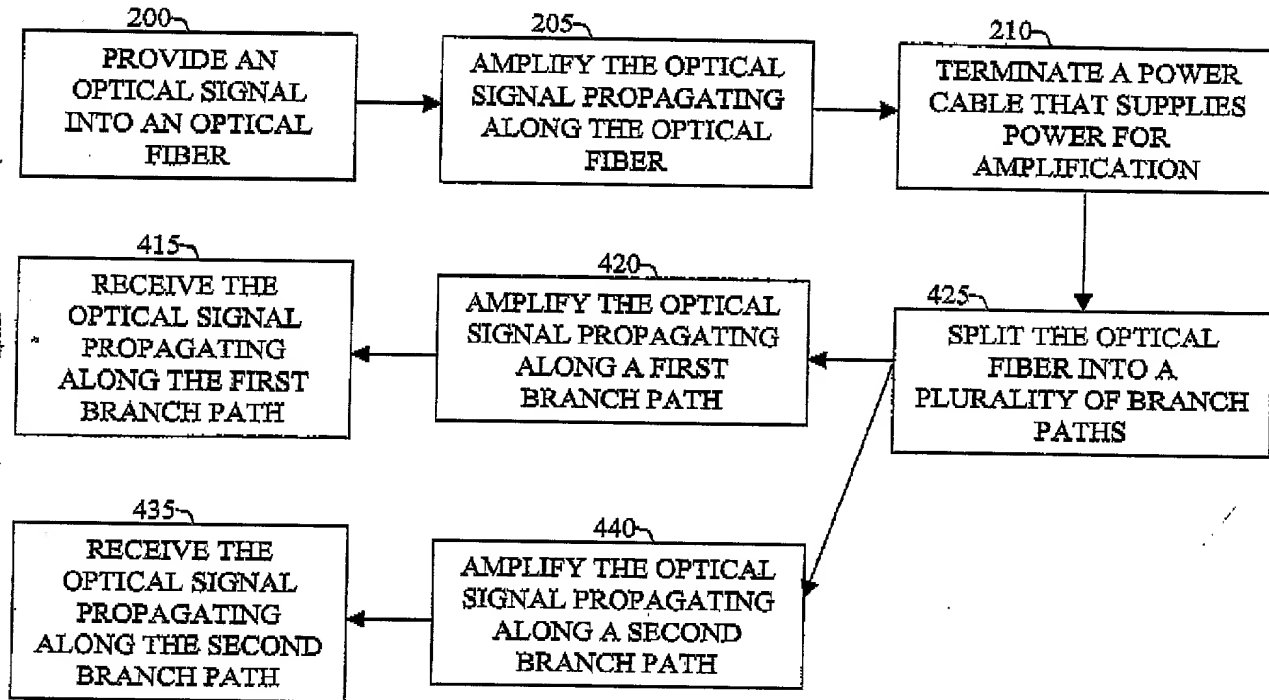 200
PROVIDE AN
OPTICAL SIGNAL
INTO AN OPTICAL
FIBER
205
AMPLIFY THE OPTICAL
SIGNAL PROPAGATING
ALONG THE OPTICAL
FIBER
210
TERMINATE A POWER
CABLE THAT SUPPLIES
POWER FOR
AMPLIFICATION
415
RECEIVE THE
OPTICAL SIGNAL
PROPAGATING
ALONG THE FIRST
BRANCH PATH
420
AMPLIFY THE OPTICAL
SIGNAL PROPAGATING
ALONG A FIRST
BRANCH PATH
425
SPLIT THE OPTICAL
FIBER INTO A
PLURALITY OF BRANCH
PATHS
435
RECEIVE THE
OPTICAL SIGNAL
PROPAGATING
ALONG THE SECOND
BRANCH PATH
440
AMPLIFY THE OPTICAL
SIGNAL PROPAGATING
ALONG A SECOND
BRANCH PATH